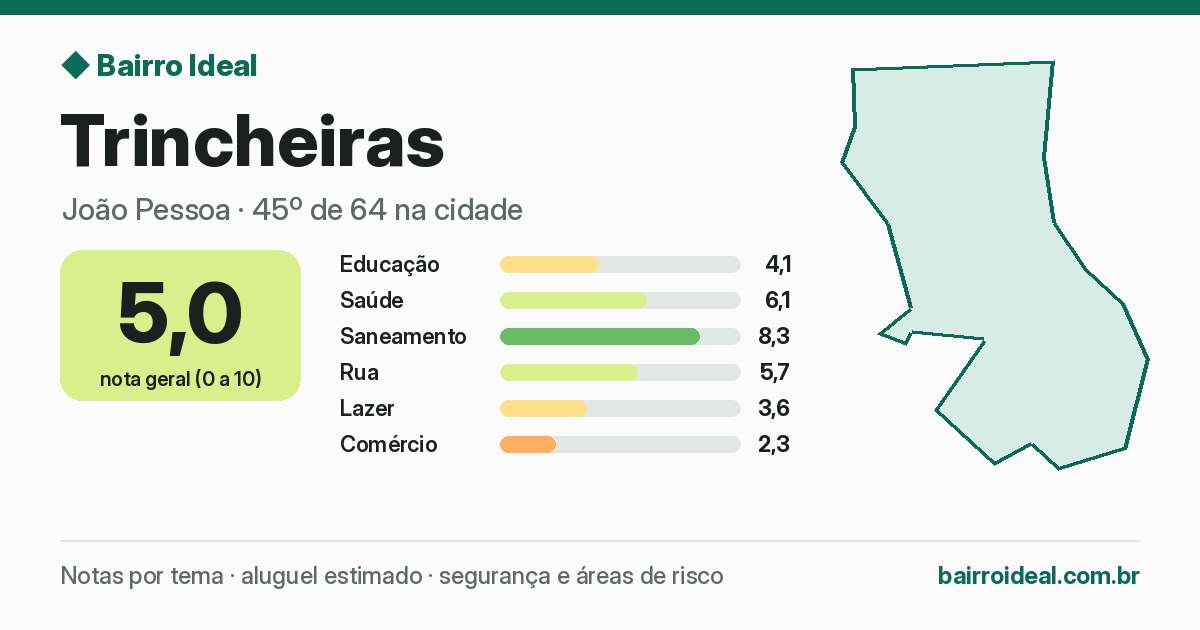 Bairro Ideal
Trincheiras
João Pessoa · 45º de 64 na cidade
5,0
nota geral (0 a 10)
Educação 4,1
Saúde 6,1
Saneamento 8,3
Rua 5,7
Lazer 3,6
Comércio 2,3
Notas por tema · aluguel estimado · segurança e áreas de risco
bairroideal.com.br